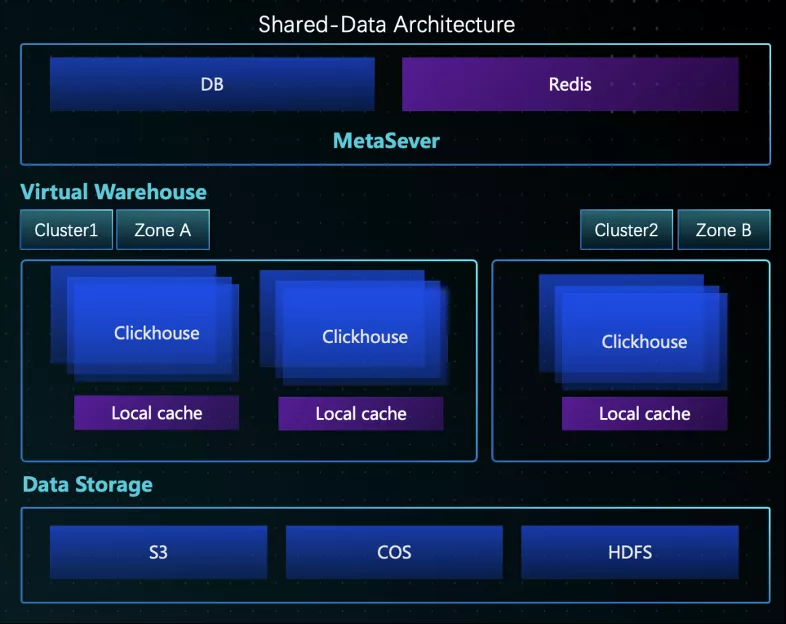 Shared-Data Architecture
DB
Redis
MetaSever
Virtual Warehouse
Cluster1
Zone A
Cluster2
Zone B
Clickhouse
Clickhouse
Clickhouse
Local cache
Local cache
Local cache
Data Storage
S3
COS
HDFS